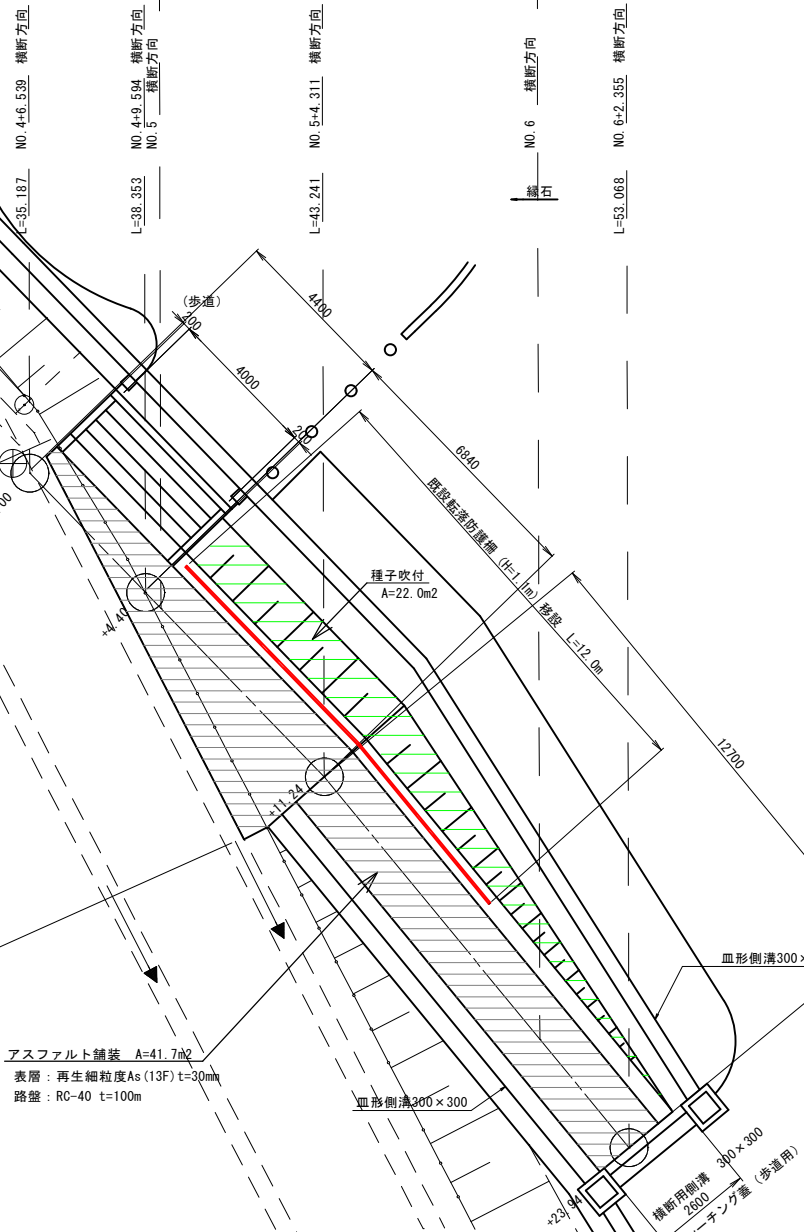 NO.4+6.539 横断方向
L=35.187
NO.4+9.594 横断方向
L=38.353
NO.5 横断方向
NO.5+4.311 横断方向
L=43.241
NO.6 横断方向
NO.6+2.355 横断方向
L=53.068
縁石
(歩道)
200
4400
4000
200
6840
既設転落防護柵 (H=1.1m) 移設 L=12.0m
種子吹付
A=22.0m2
00
+4.40
12700
+11.24
皿形側溝300×
アスファルト舗装 A=41.7m2
表層：再生細粒度As(13F)t=30mm
路盤：RC-40 t=100m
皿形側溝300×300
+23.94
横断用側溝 300×300
2600
チング蓋 (歩道用)